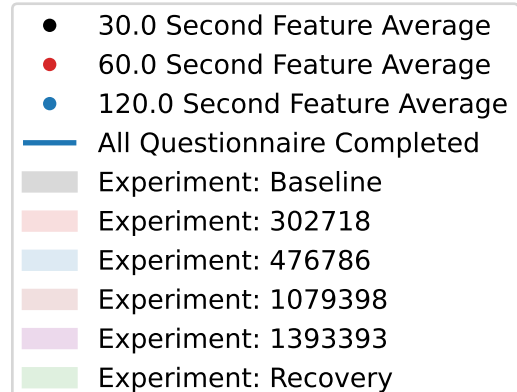 30.0 Second Feature Average
60.0 Second Feature Average
120.0 Second Feature Average
All Questionnaire Completed
Experiment: Baseline
Experiment: 302718
Experiment: 476786
Experiment: 1079398
Experiment: 1393393
Experiment: Recovery